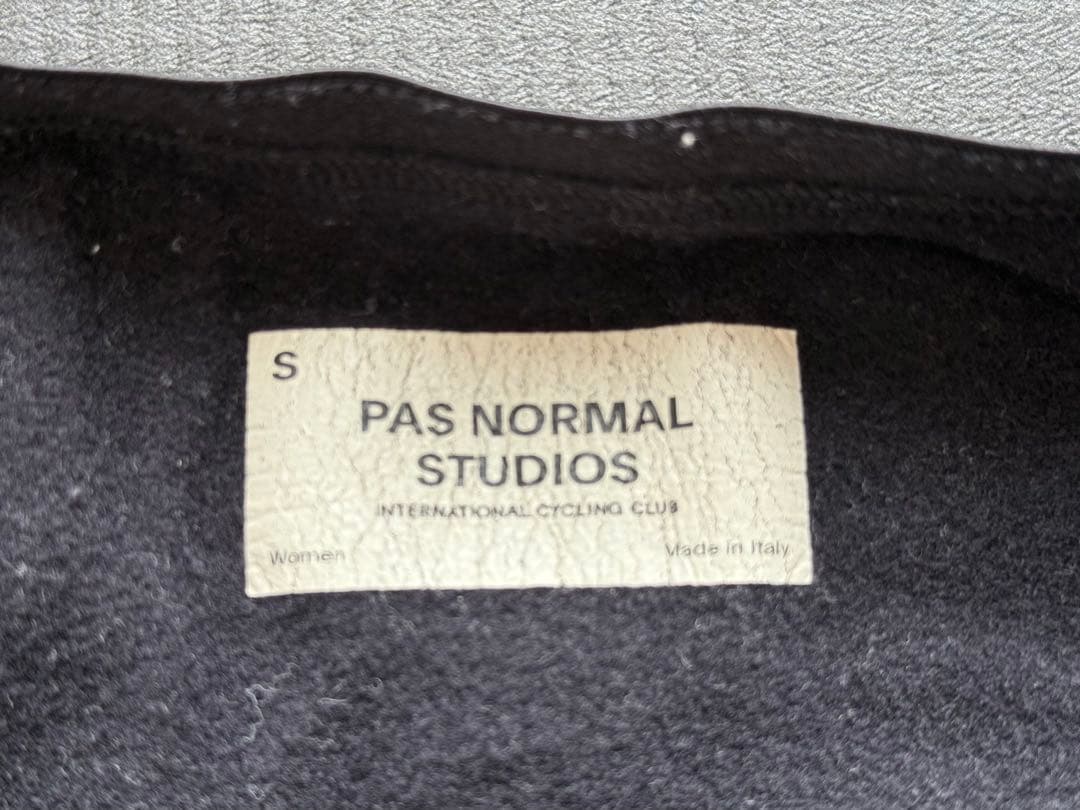 S
PAS NORMAL
STUDIOS
INTERNATIONAL CYCLING CLUB
Women
Made in Italy